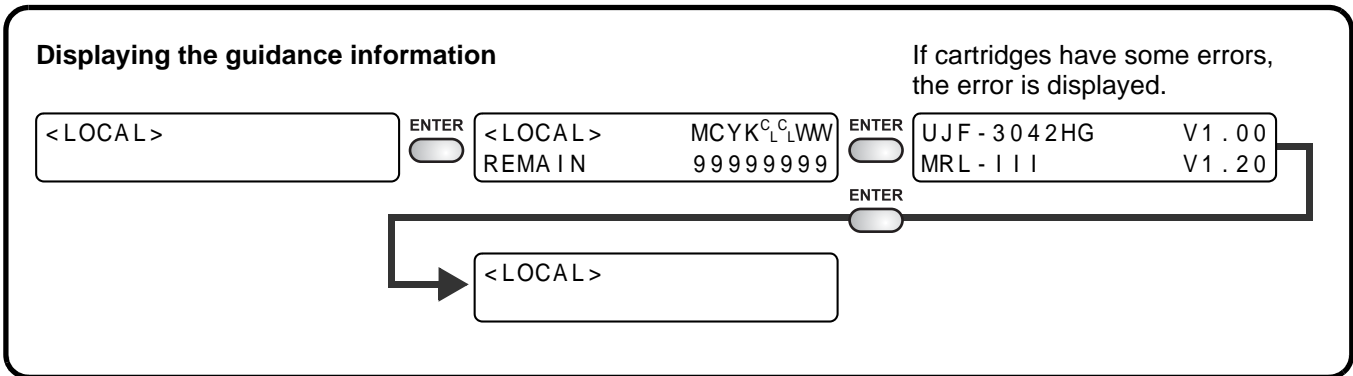 Displaying the guidance information
If cartridges have some errors,
the error is displayed.
<LOCAL>
ENTER
<LOCAL> MCYKCLCLWW
REMAIN 99999999
ENTER
UJF-3042HG V1.00
MRL-III V1.20
ENTER
<LOCAL>